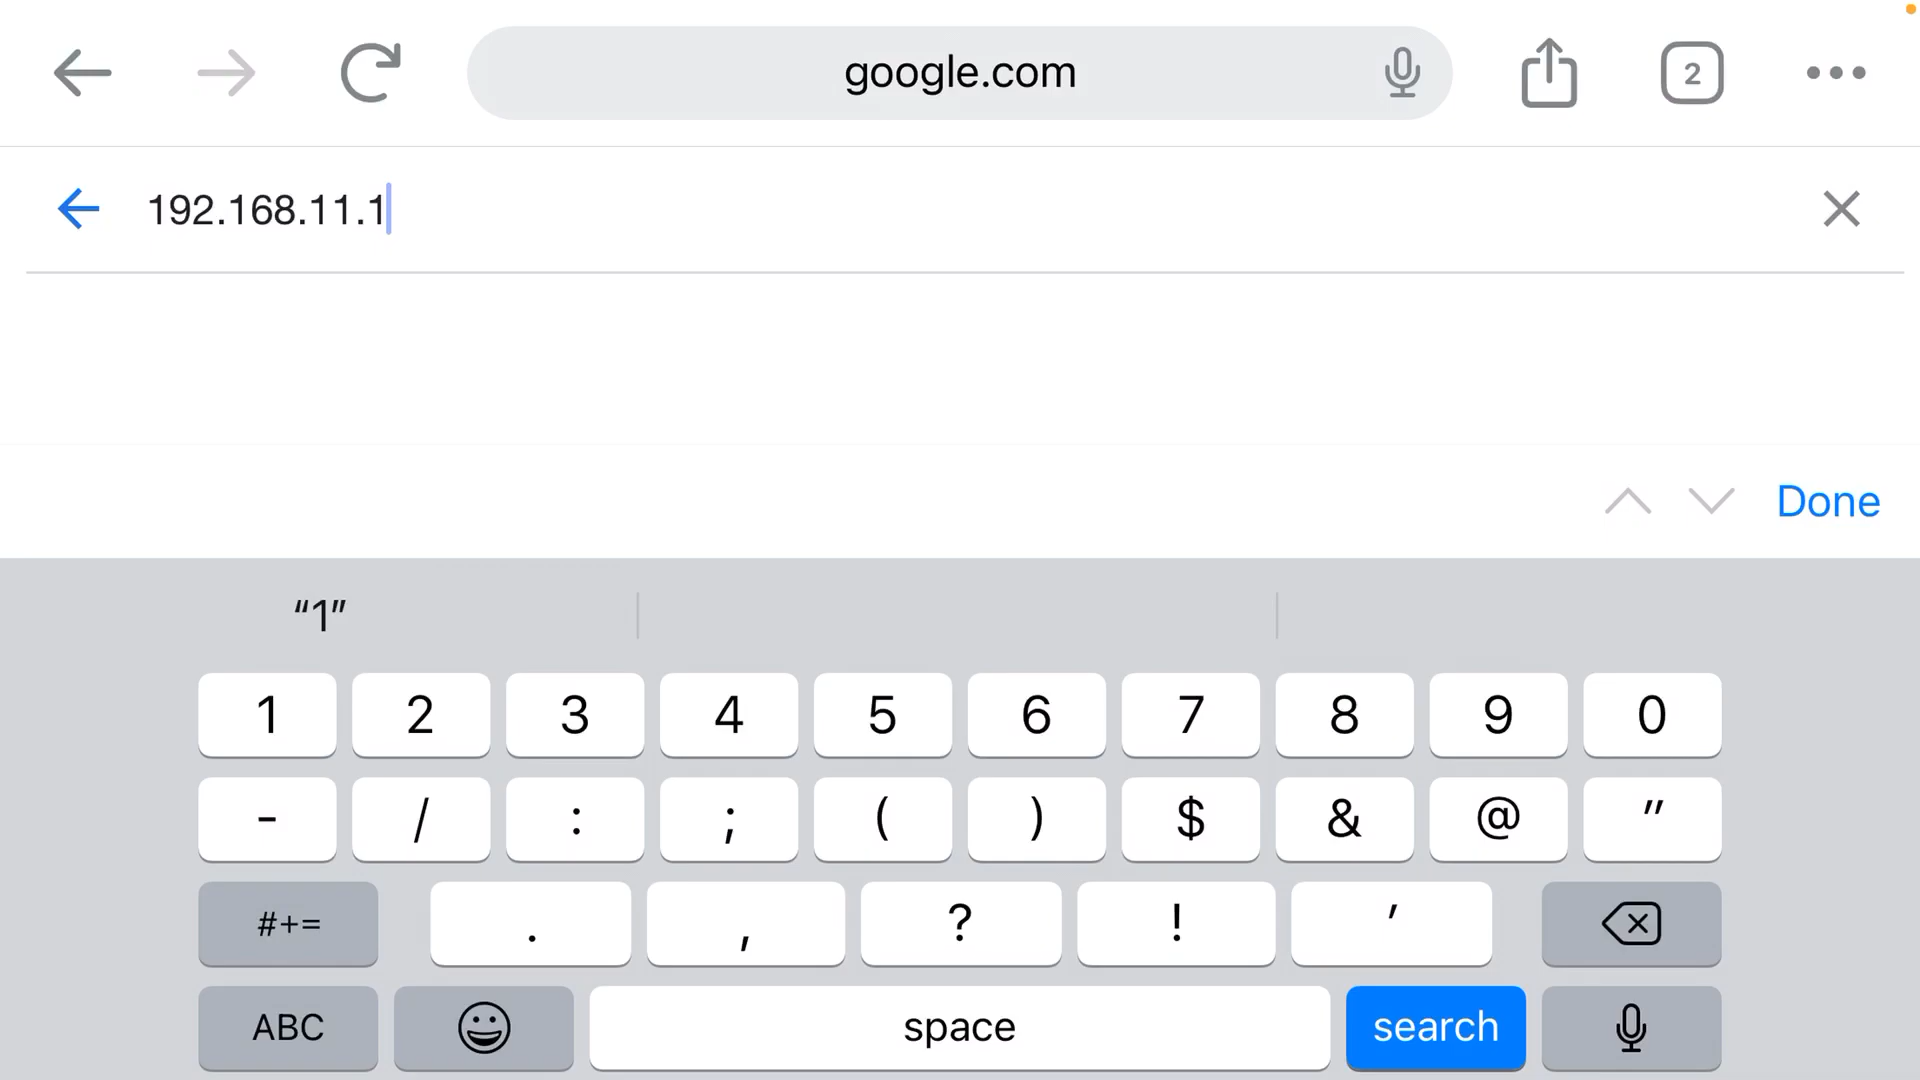 google.com
2
192.168.11.1
Done
“1”
1 2 3 4 5 6 7 8 9 0
- / : ; ( ) $ & @ "
#+= . , ? ! '
ABC space search